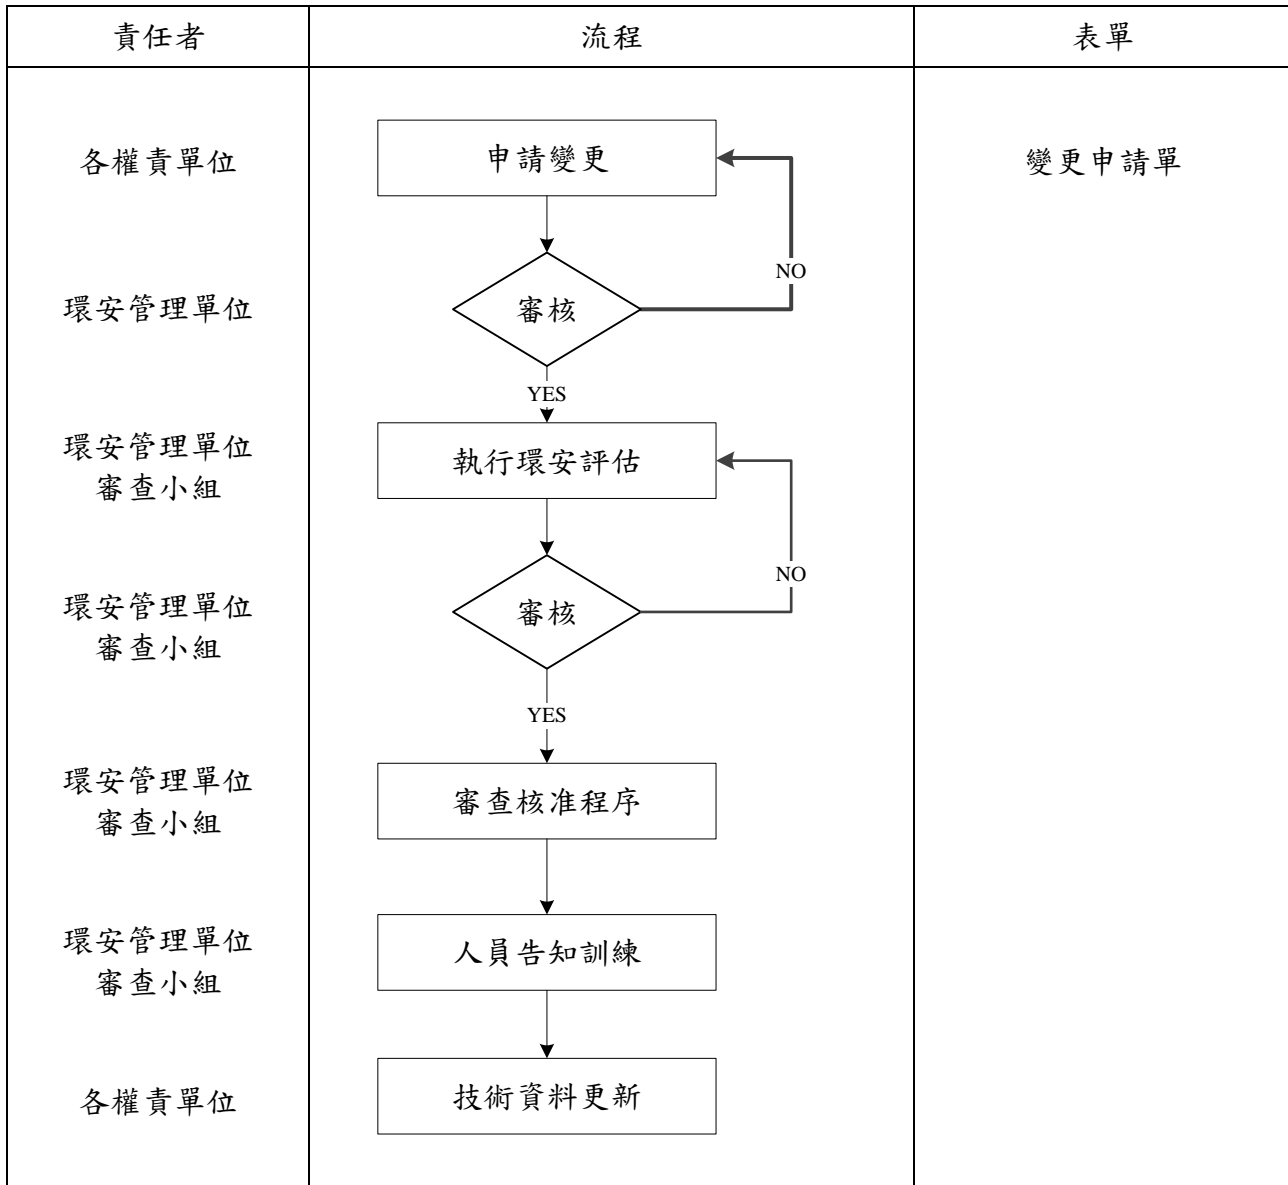 責任者
流程
表單
各權責單位
申請變更
變更申請單
NO
環安管理單位
審核
YES
環安管理單位
審查小組
執行環安評估
NO
環安管理單位
審查小組
審核
YES
環安管理單位
審查小組
審查核准程序
環安管理單位
審查小組
人員告知訓練
各權責單位
技術資料更新